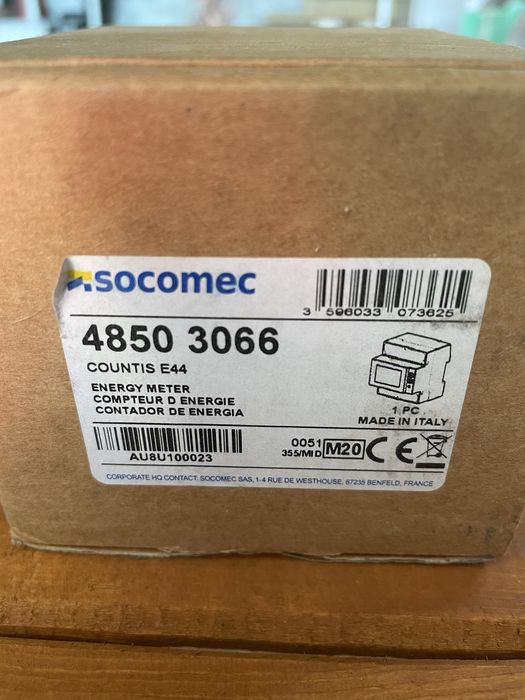 socomec
3 596033 073625
4850 3066
COUNTIS E44
ENERGY METER
COMPTEUR D ENERGIE
CONTADOR DE ENERGIA
1 PC
MADE IN ITALY
AU8U100023
0051
355/MID M20 CE
CORPORATE HQ CONTACT: SOCOMEC SAS, 1-4 RUE DE WESTHOUSE, 67235 BENFELD, FRANCE